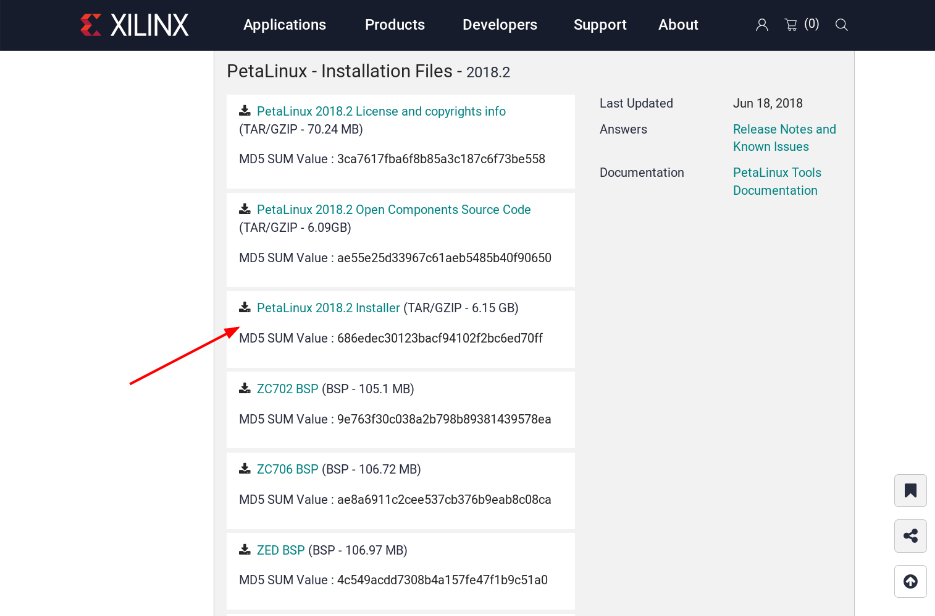 XILINX
Applications
Products
Developers
Support
About
(0)
PetaLinux - Installation Files - 2018.2
PetaLinux 2018.2 License and copyrights info
(TAR/GZIP - 70.24 MB)
MD5 SUM Value : 3ca7617fba6f8b85a3c187c6f73be558
PetaLinux 2018.2 Open Components Source Code
(TAR/GZIP - 6.09GB)
MD5 SUM Value : ae55e25d33967c61aeb5485b40f90650
PetaLinux 2018.2 Installer (TAR/GZIP - 6.15 GB)
MD5 SUM Value : 686edec30123bacf94102f2bc6ed70ff
ZC702 BSP (BSP - 105.1 MB)
MD5 SUM Value : 9e763f30c038a2b798b89381439578ea
ZC706 BSP (BSP - 106.72 MB)
MD5 SUM Value : ae8a6911c2cee537cb376b9eab8c08ca
ZED BSP (BSP - 106.97 MB)
MD5 SUM Value : 4c549acdd7308b4a157fe47f1b9c51a0
Last Updated
Jun 18, 2018
Answers
Release Notes and
Known Issues
Documentation
PetaLinux Tools
Documentation